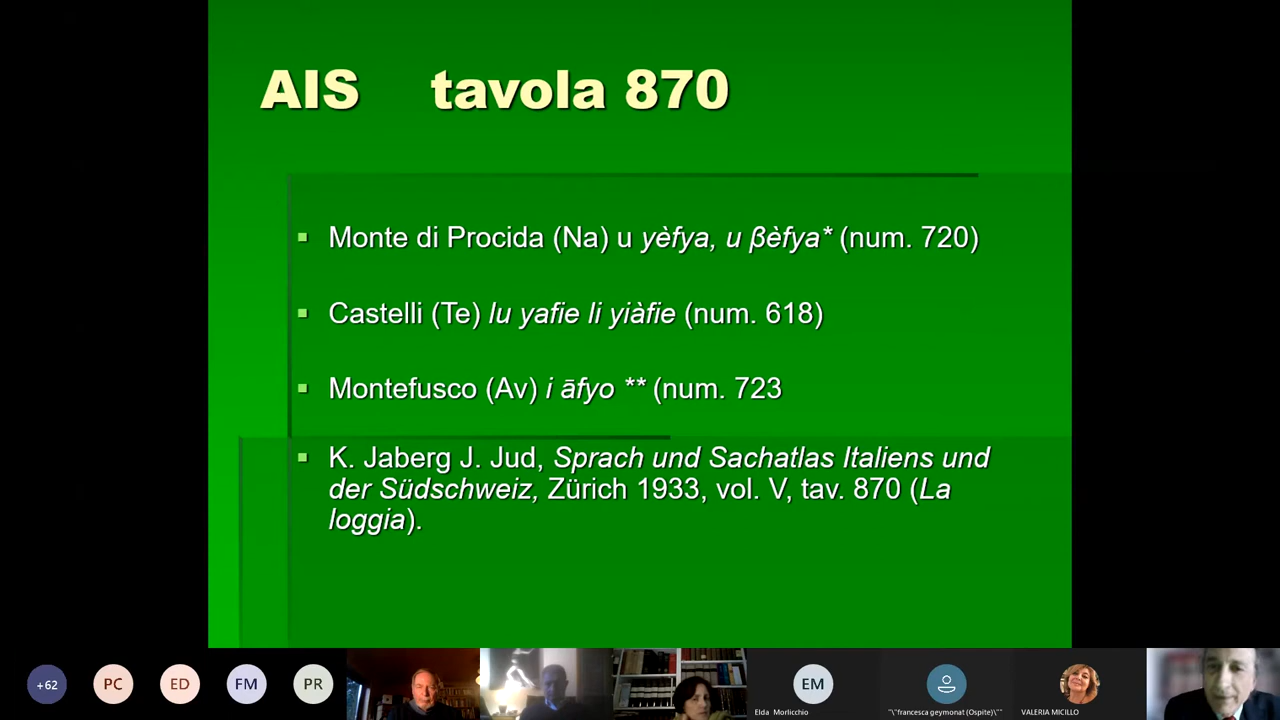 AIS tavola 870
Monte di Procida (Na) u yèfya, u βèfya* (num. 720)
Castelli (Te) lu yafie li yiàfie (num. 618)
Montefusco (Av) i āfyo ** (num. 723
K. Jaberg J. Jud, Sprach und Sachatlas Italiens und
der Südschweiz, Zürich 1933, vol. V, tav. 870 (La
loggia).
+62
PC
ED
FM
PR
EM
Elda Morlicchio
"\"francesca geymonat (Ospite)\""
VALERIA MICILLO